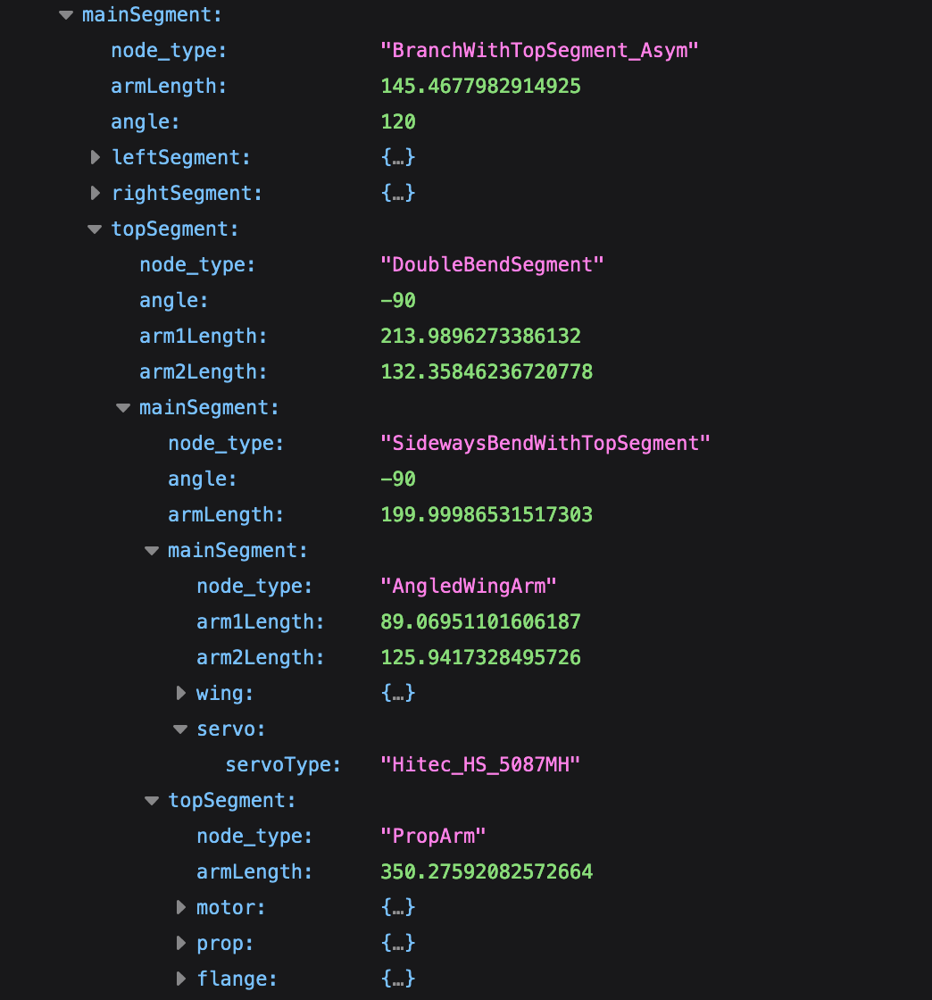 mainSegment:
node_type: "BranchWithTopSegment_Asym"
armLength: 145.4677982914925
angle: 120
leftSegment: {…}
rightSegment: {…}
topSegment:
node_type: "DoubleBendSegment"
angle: -90
arm1Length: 213.9896273386132
arm2Length: 132.35846236720778
mainSegment:
node_type: "SidewaysBendWithTopSegment"
angle: -90
armLength: 199.99986531517303
mainSegment:
node_type: "AngledWingArm"
arm1Length: 89.06951101606187
arm2Length: 125.9417328495726
wing: {…}
servo:
servoType: "Hitec_HS_5087MH"
topSegment:
node_type: "PropArm"
armLength: 350.27592082572664
motor: {…}
prop: {…}
flange: {…}